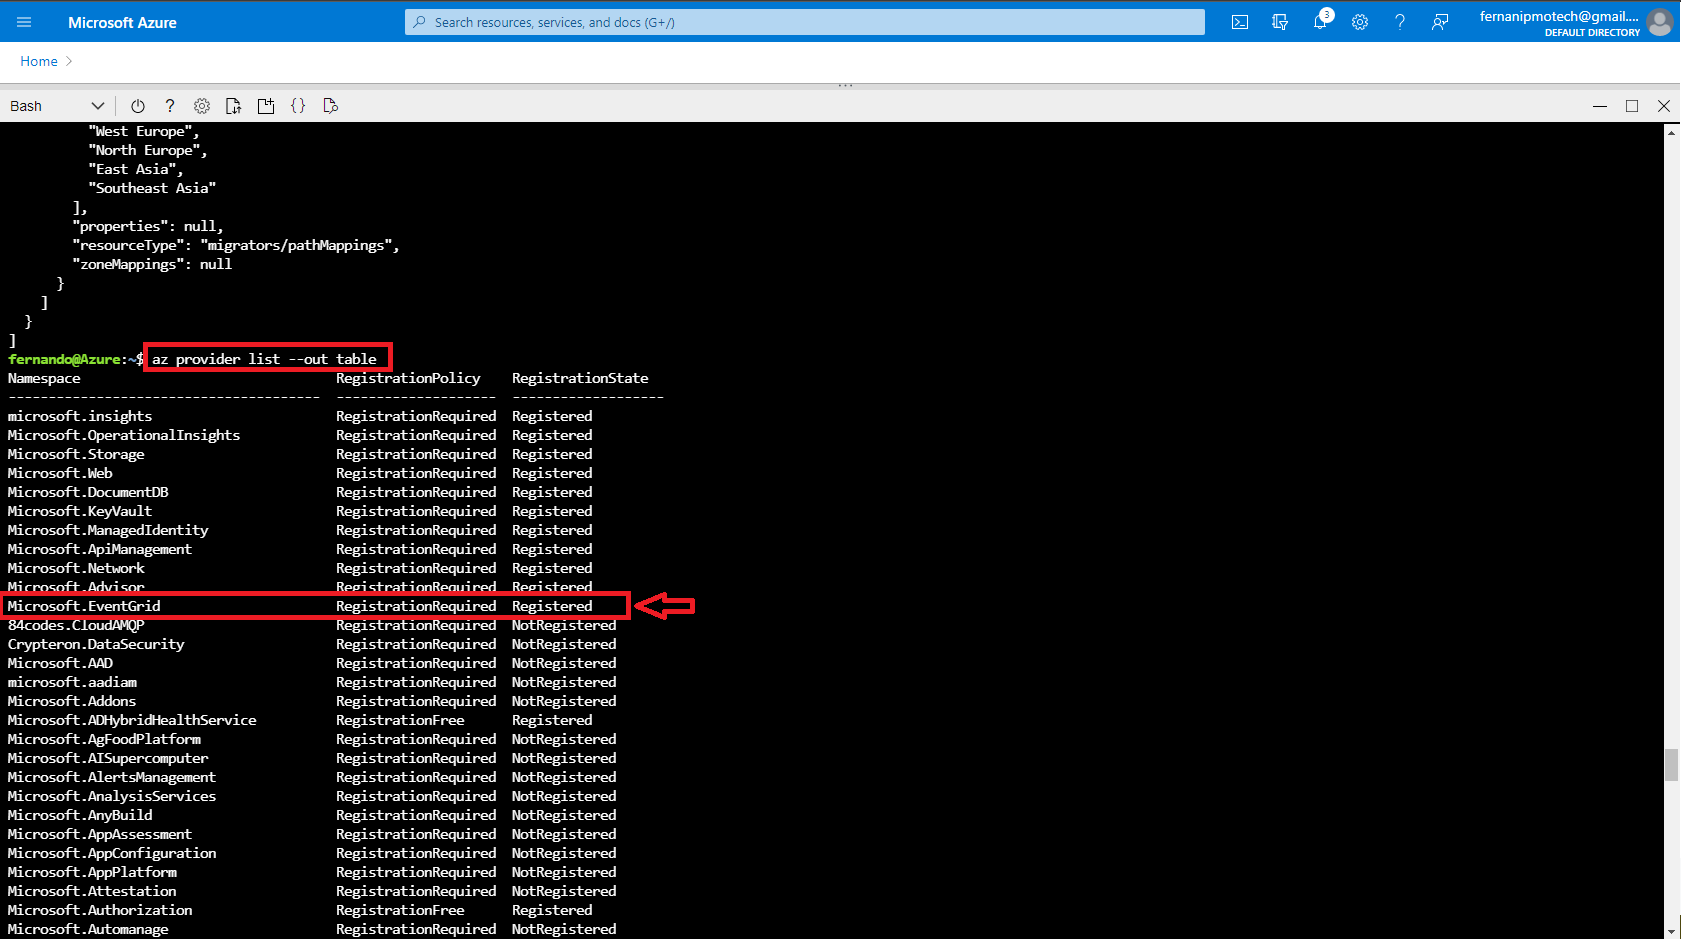 Microsoft Azure
Search resources, services, and docs (G+/)
3
fernanipmotech@gmail....
DEFAULT DIRECTORY
Home
Bash
"West Europe",
"North Europe",
"East Asia",
"Southeast Asia"
],
"properties": null,
"resourceType": "migrators/pathMappings",
"zoneMappings": null
}
]
}
]
fernando@Azure:~$ az provider list --out table
Namespace RegistrationPolicy RegistrationState
--------------------------------------- -------------------- -------------------
microsoft.insights RegistrationRequired Registered
Microsoft.OperationalInsights RegistrationRequired Registered
Microsoft.Storage RegistrationRequired Registered
Microsoft.Web RegistrationRequired Registered
Microsoft.DocumentDB RegistrationRequired Registered
Microsoft.KeyVault RegistrationRequired Registered
Microsoft.ManagedIdentity RegistrationRequired Registered
Microsoft.ApiManagement RegistrationRequired Registered
Microsoft.Network RegistrationRequired Registered
Microsoft.Advisor RegistrationRequired Registered
Microsoft.EventGrid RegistrationRequired Registered
84codes.CloudAMQP RegistrationRequired NotRegistered
Crypteron.DataSecurity RegistrationRequired NotRegistered
Microsoft.AAD RegistrationRequired NotRegistered
microsoft.aadiam RegistrationRequired NotRegistered
Microsoft.Addons RegistrationRequired NotRegistered
Microsoft.ADHybridHealthService RegistrationFree Registered
Microsoft.AgFoodPlatform RegistrationRequired NotRegistered
Microsoft.AISupercomputer RegistrationRequired NotRegistered
Microsoft.AlertsManagement RegistrationRequired NotRegistered
Microsoft.AnalysisServices RegistrationRequired NotRegistered
Microsoft.AnyBuild RegistrationRequired NotRegistered
Microsoft.AppAssessment RegistrationRequired NotRegistered
Microsoft.AppConfiguration RegistrationRequired NotRegistered
Microsoft.AppPlatform RegistrationRequired NotRegistered
Microsoft.Attestation RegistrationRequired NotRegistered
Microsoft.Authorization RegistrationFree Registered
Microsoft.Automanage RegistrationRequired NotRegistered